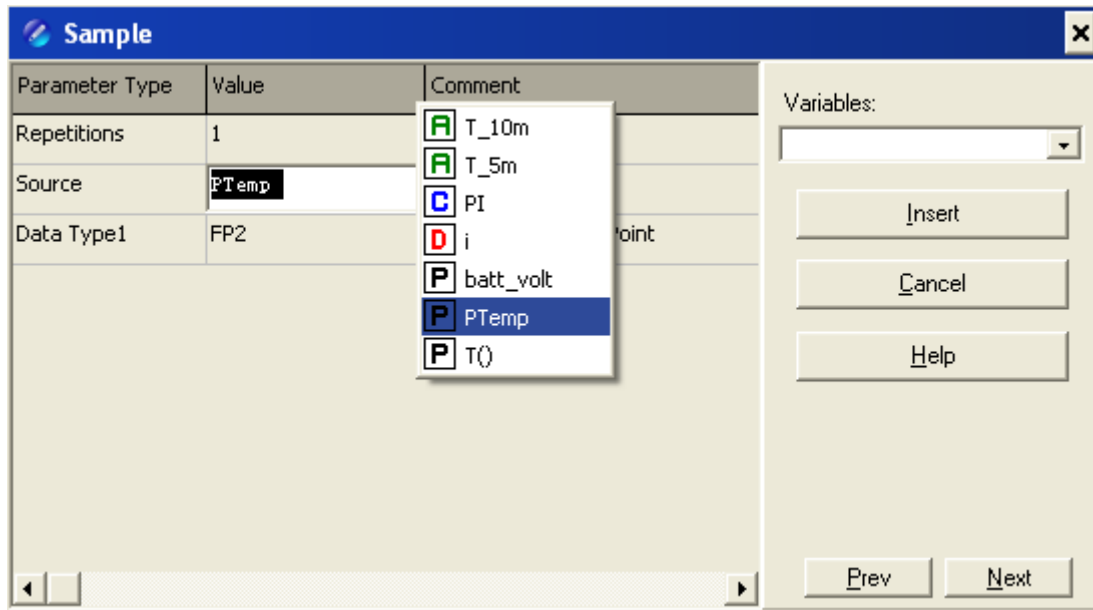 Sample
Parameter Type Value Comment
Repetitions 1
Source PTemp
Data Type1 FP2 Point
A T_10m
A T_5m
C PI
D i
P batt_volt
P PTemp
P T()
Variables:
Insert
Cancel
Help
Prev Next